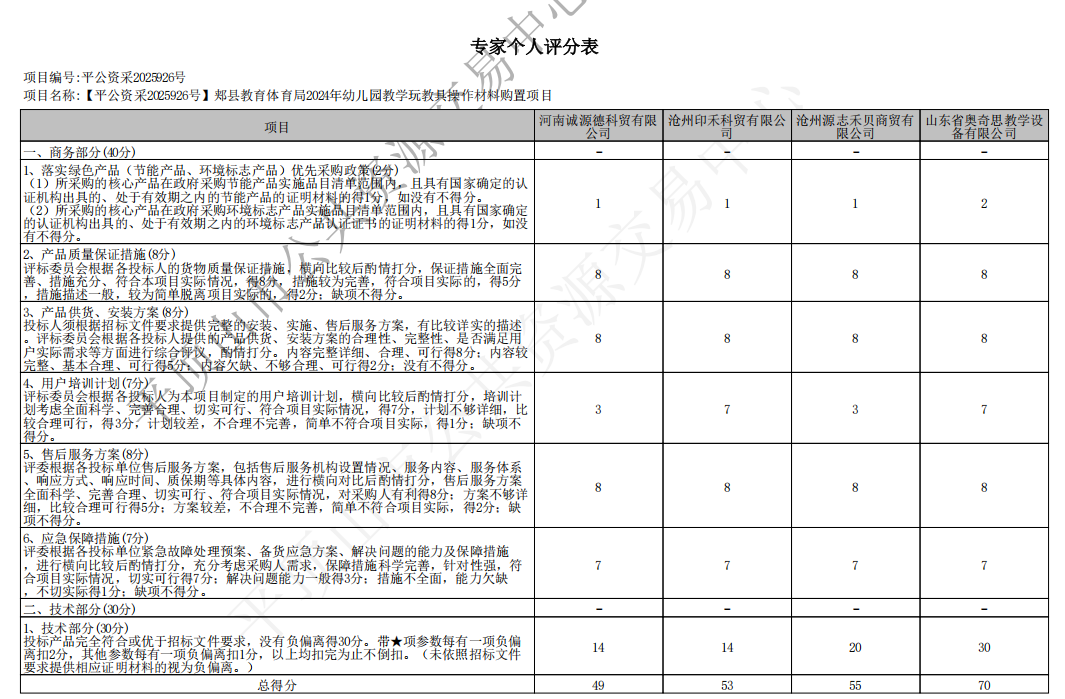 专家个人评分表
项目编号:平公资采2025926号
项目名称:【平公资采2025926号】郏县教育体育局2024年幼儿园教学玩教具操作材料购置项目
项目
河南诚源德科贸有限
公司
沧州印禾科贸有限公
司
沧州源志禾贝商贸有
限公司
山东省奥奇思教学设
备有限公司
一、商务部分(40分)
-
-
-
-
1、落实绿色产品（节能产品、环境标志产品）优先采购政策(2分)
（1）所采购的核心产品在政府采购节能产品实施品目清单范围内，且具有国家确定的认
证机构出具的、处于有效期之内的节能产品的证明材料的得1分，如没有不得分。
（2）所采购的核心产品在政府采购环境标志产品实施品目清单范围内，且具有国家确定
的认证机构出具的、处于有效期之内的环境标志产品认证证书的证明材料的得1分，如没
有不得分。
1
1
1
2
2、产品质量保证措施(8分)
评标委员会根据各投标人的货物质量保证措施，横向比较后酌情打分，保证措施全面完
善、措施充分、符合本项目实际情况，得8分，措施较为完善，符合项目实际的，得5分
，措施描述一般，较为简单脱离项目实际的，得2分；缺项不得分。
8
8
8
8
3、产品供货、安装方案(8分)
投标人须根据招标文件要求提供完整的安装、实施、售后服务方案，有比较详实的描述
。评标委员会根据各投标人提供的产品供货、安装方案的合理性、完整性、是否满足用
户实际需求等方面进行综合评议，酌情打分。内容完整详细、合理、可行得8分；内容较
完整、基本合理、可行得5分；内容欠缺、不够合理、可行得2分；没有不得分。
8
8
8
8
4、用户培训计划(7分)
评标委员会根据各投标人为本项目制定的用户培训计划，横向比较后酌情打分，培训计
划考虑全面科学、完善合理、切实可行、符合项目实际情况，得7分，计划不够详细，比
较合理可行，得3分，计划较差，不合理不完善，简单不符合项目实际，得1分；缺项不
得分。
3
7
3
7
5、售后服务方案(8分)
评委根据各投标单位售后服务方案，包括售后服务机构设置情况、服务内容、服务体系
、响应方式、响应时间、质保期等具体内容，进行横向对比后酌情打分，售后服务方案
全面科学、完善合理、切实可行、符合项目实际情况，对采购人有利得8分；方案不够详
细，比较合理可行得5分；方案较差，不合理不完善，简单不符合项目实际，得2分；缺
项不得分。
8
8
8
8
6、应急保障措施(7分)
评委根据各投标单位紧急故障处理预案、备货应急方案、解决问题的能力及保障措施
，进行横向比较后酌情打分，充分考虑采购人需求，保障措施科学完善，针对性强，符
合项目实际情况，切实可行得7分；解决问题能力一般得3分；措施不全面，能力欠缺
，不切实际得1分；缺项不得分。
7
7
7
7
二、技术部分(30分)
-
-
-
-
1、技术部分(30分)
投标产品完全符合或优于招标文件要求，没有负偏离得30分。带★项参数每有一项负偏
离扣2分，其他参数每有一项负偏离扣1分，以上均扣完为止不倒扣。（未依照招标文件
要求提供相应证明材料的视为负偏离。）
14
14
20
30
总得分
49
53
55
70
平顶山市公共资源交易中心
平顶山市公共资源交易中心